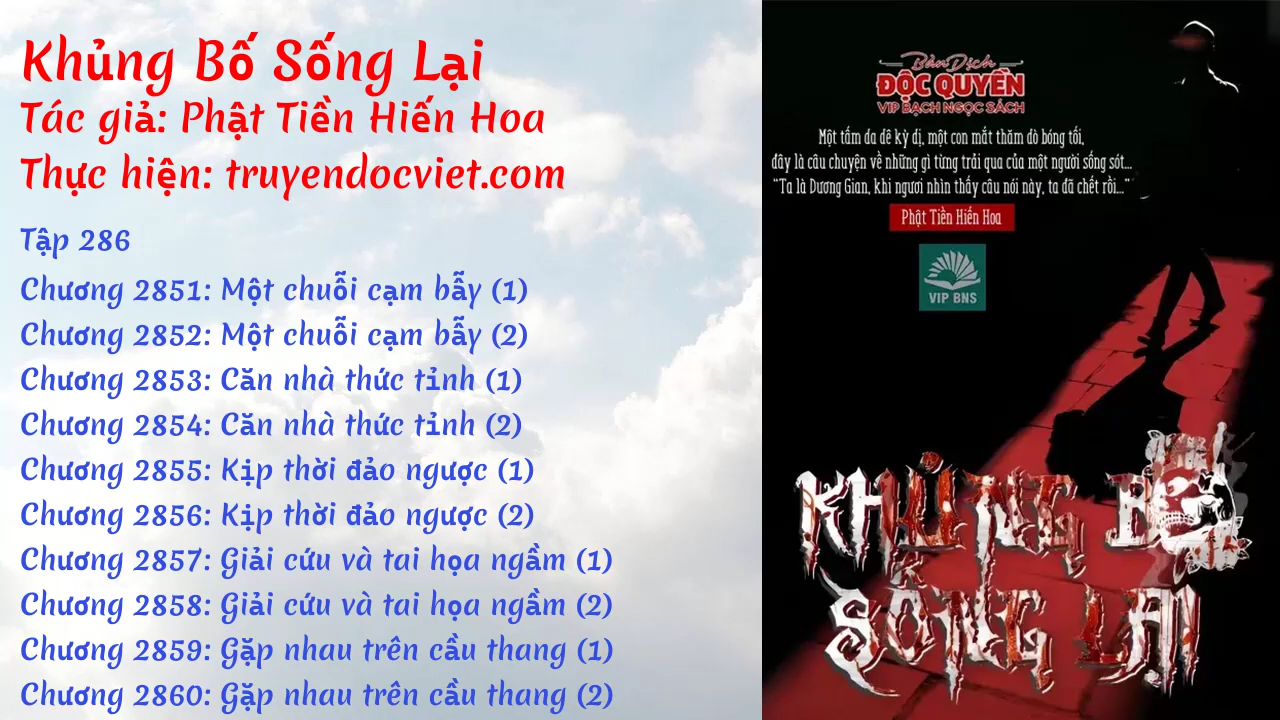 Khủng Bố Sống Lại
Tác giả: Phật Tiền Hiến Hoa
Thực hiện: truyendocviet.com
Tập 286
Chương 2851: Một chuỗi cạm bẫy (1)
Chương 2852: Một chuỗi cạm bẫy (2)
Chương 2853: Căn nhà thức tỉnh (1)
Chương 2854: Căn nhà thức tỉnh (2)
Chương 2855: Kịp thời đảo ngược (1)
Chương 2856: Kịp thời đảo ngược (2)
Chương 2857: Giải cứu và tai họa ngầm (1)
Chương 2858: Giải cứu và tai họa ngầm (2)
Chương 2859: Gặp nhau trên cầu thang (1)
Chương 2860: Gặp nhau trên cầu thang (2)
Bản Dịch
ĐỘC QUYỀN
VIP BẠCH NGỌC SÁCH
Một tấm da dê kỳ dị, một con mắt thăm dò bóng tối,
đây là câu chuyện về những gì từng trải qua của một người sống sót...
"Ta là Dương Gian, khi ngươi nhìn thấy câu nói này, ta đã chết rồi..."
Phật Tiền Hiến Hoa
VIP BNS
KHỦNG BỐ
SỐNG LẠI